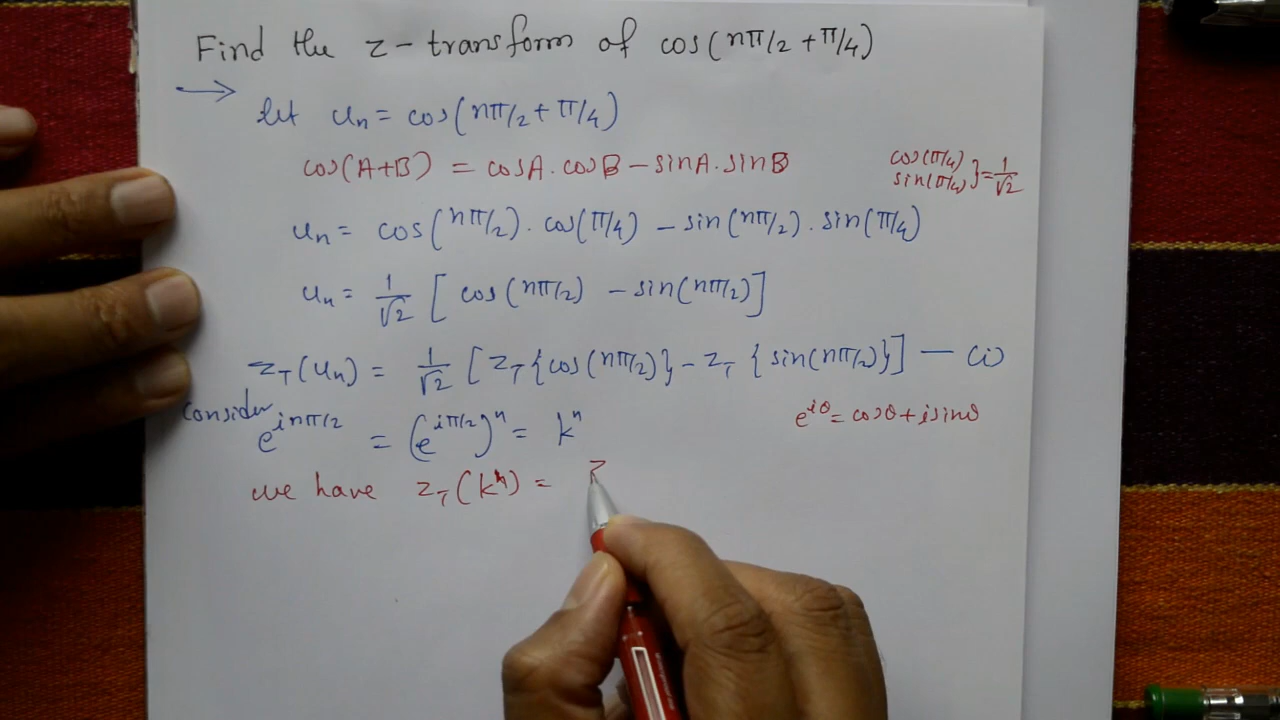 Find the z-transform of cos(nπ/2 + π/4)
→ let uₙ = cos(nπ/2 + π/4)
cos(A+B) = cosA . cosB − sinA . sinB
cos(π/4) sin(π/4) } = 1/√2
uₙ = cos(nπ/2) . cos(π/4) − sin(nπ/2) . sin(π/4)
uₙ = 1/√2 [ cos(nπ/2) − sin(nπ/2) ]
z_T(uₙ) = 1/√2 [ z_T {cos(nπ/2)} − z_T {sin(nπ/2)} ] — (i)
consider
e^{inπ/2} = (e^{iπ/2})^n = k^n
e^{iθ} = cosθ + i sinθ
we have z_T(k^n) = z